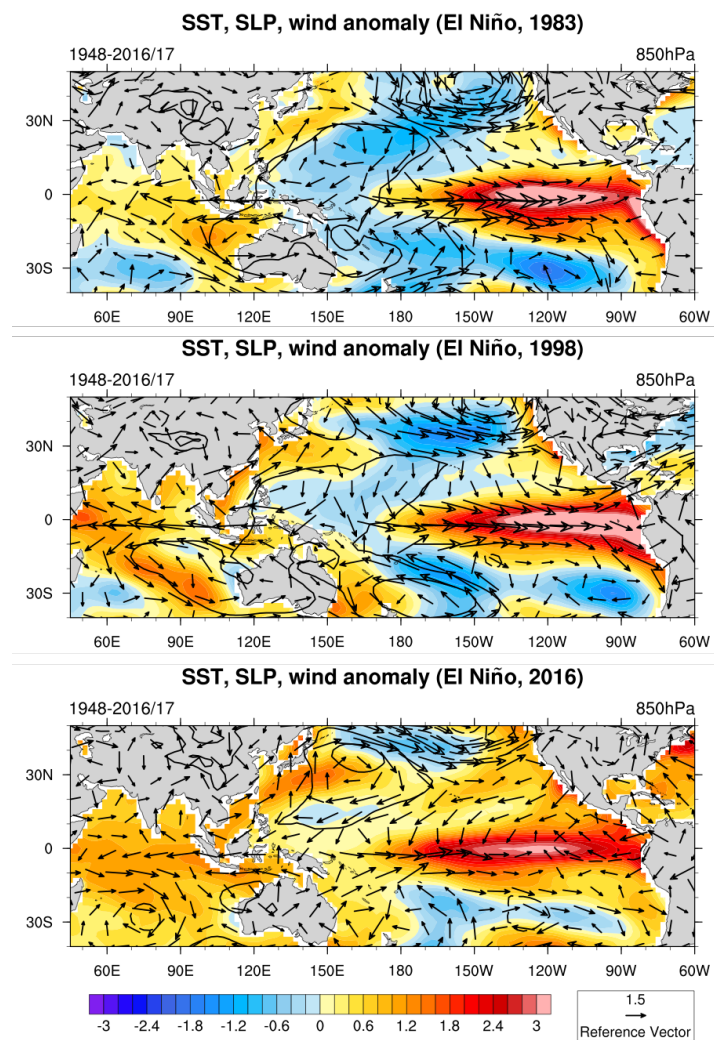 SST, SLP, wind anomaly (El Niño, 1983)
1948-2016/17 850hPa
30N
0
30S
60E 90E 120E 150E 180 150W 120W 90W 60W
SST, SLP, wind anomaly (El Niño, 1998)
1948-2016/17 850hPa
30N
0
30S
60E 90E 120E 150E 180 150W 120W 90W 60W
SST, SLP, wind anomaly (El Niño, 2016)
1948-2016/17 850hPa
30N
0
30S
60E 90E 120E 150E 180 150W 120W 90W 60W
-3 -2.4 -1.8 -1.2 -0.6 0 0.6 1.2 1.8 2.4 3
1.5
Reference Vector